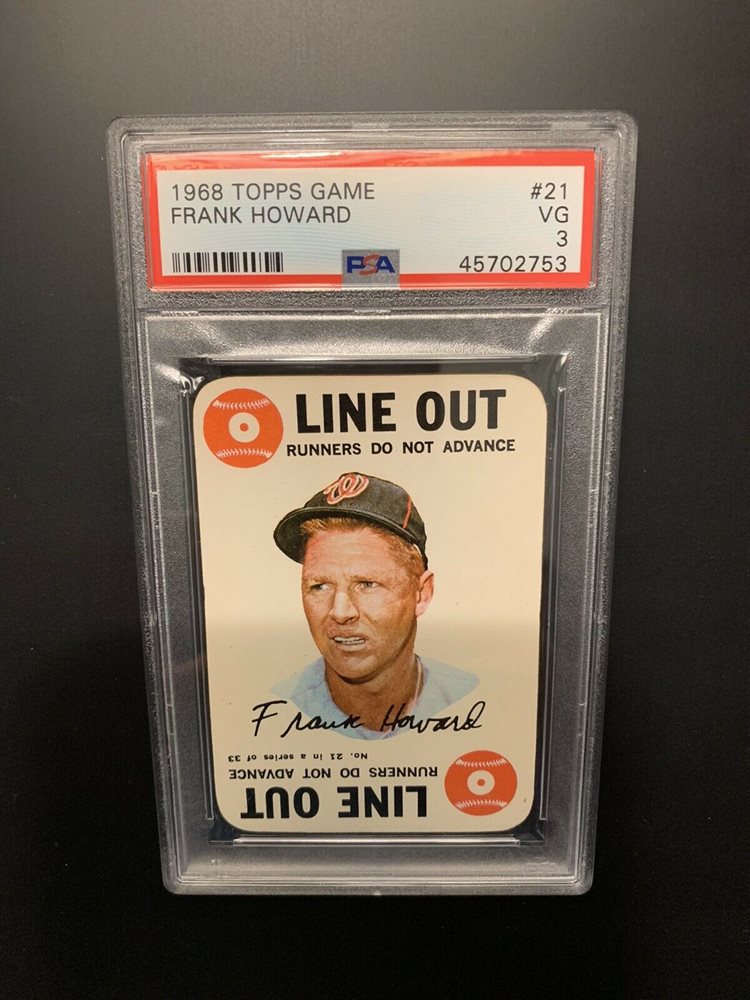 1968 TOPPS GAME #21
FRANK HOWARD VG
3
PSA 45702753
LINE OUT
RUNNERS DO NOT ADVANCE
W
Frank Howard
No. 21 in a series of 33
RUNNERS DO NOT ADVANCE
LINE OUT